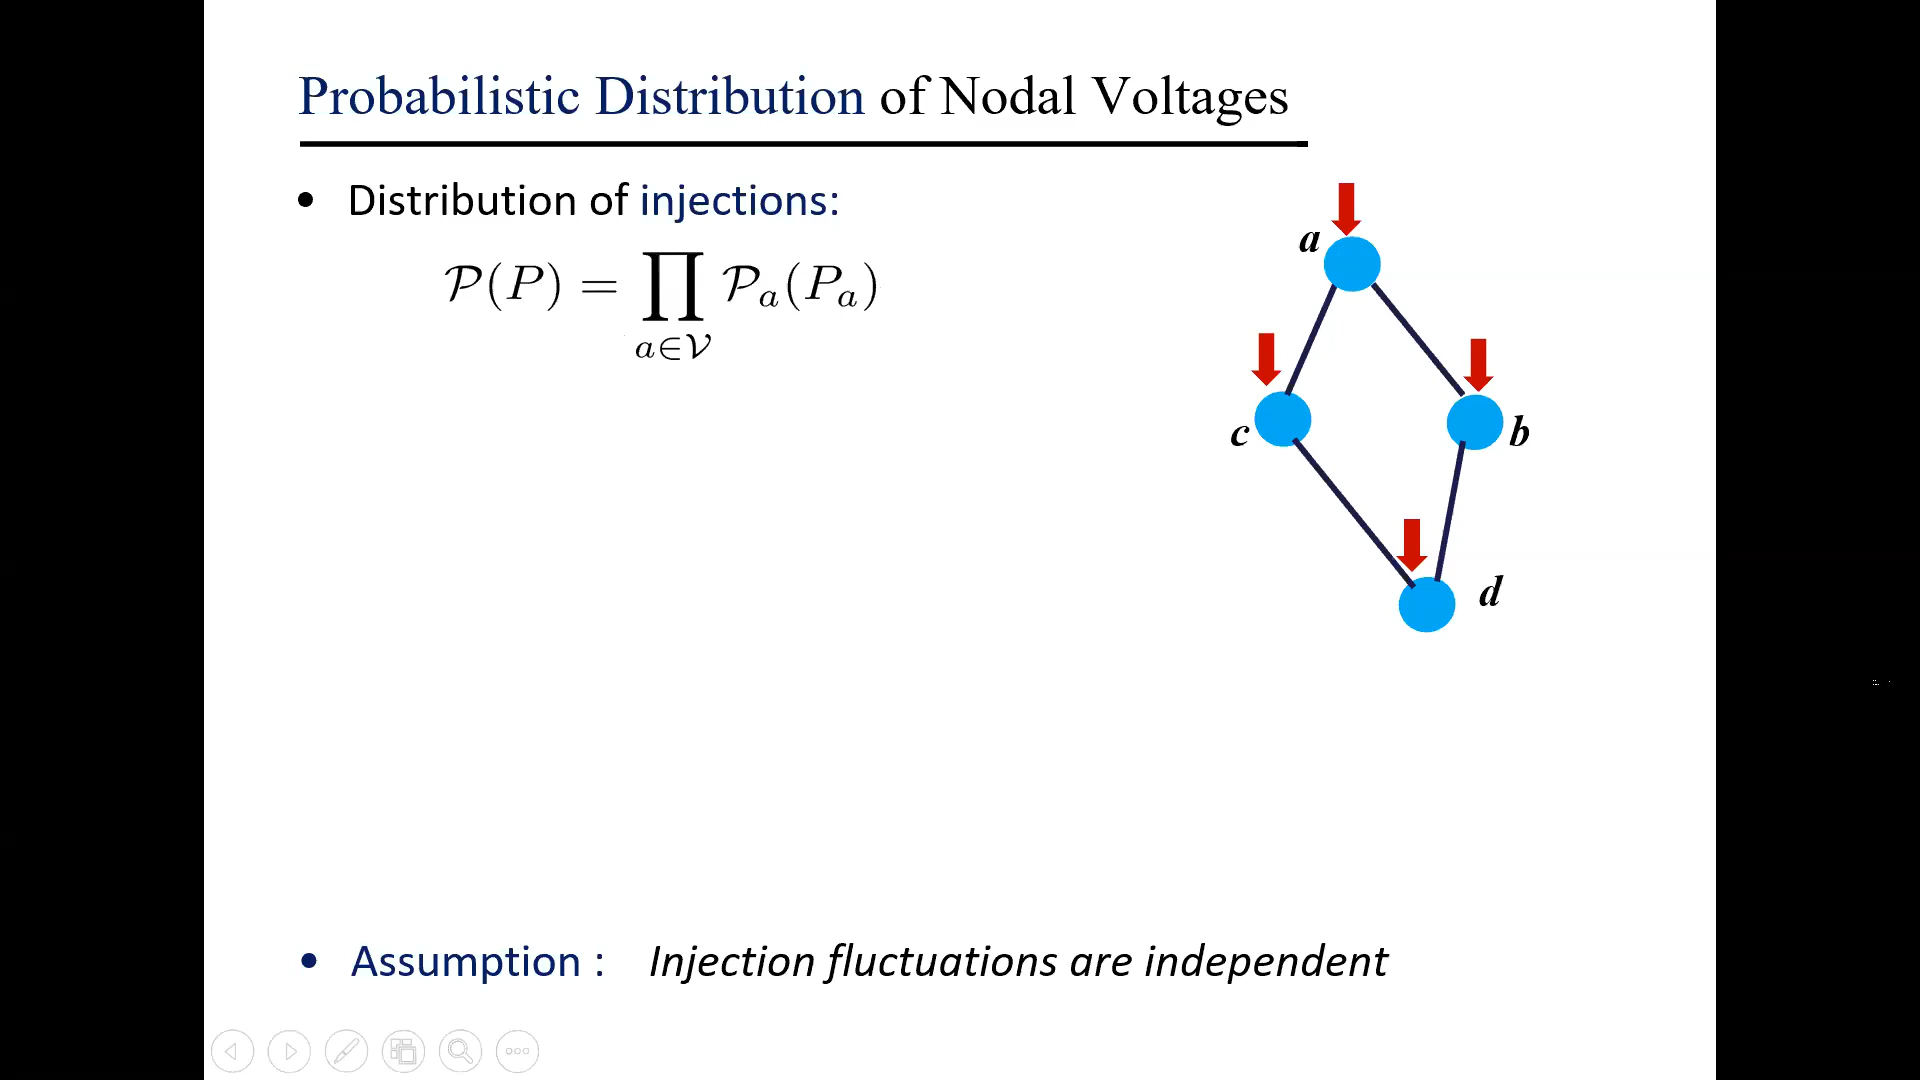 Probabilistic Distribution of Nodal Voltages
• Distribution of injections:
𝒫(P) = ∏ 𝒫ₐ(Pₐ)
a∈𝒱
a
c
b
d
• Assumption : Injection fluctuations are independent